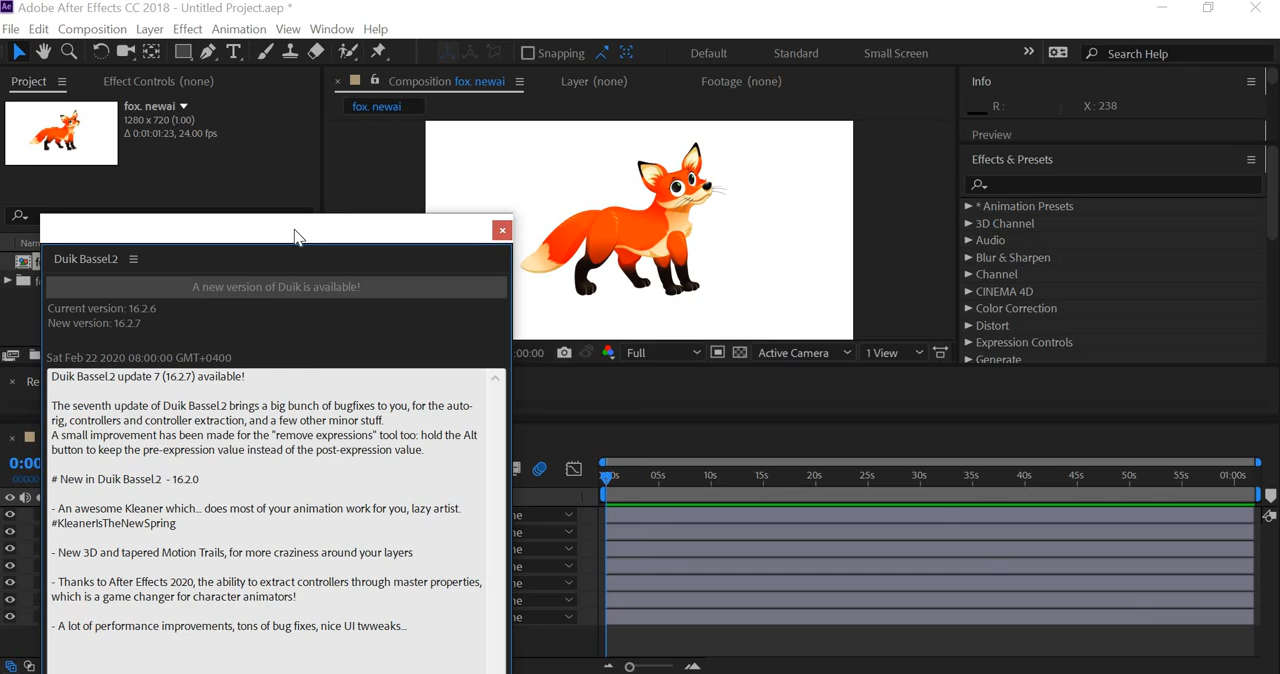 Adobe After Effects CC 2018 - Untitled Project.aep *
File Edit Composition Layer Effect Animation View Window Help
Snapping Default Standard Small Screen Search Help
Project Effect Controls (none) Composition fox. newai Layer (none) Footage (none) Info
fox. newai
1280 x 720 (1.00)
Δ 0:01:01:23, 24.00 fps
fox. newai
R : X : 238
Preview
Effects & Presets
* Animation Presets
3D Channel
Audio
Blur & Sharpen
Channel
CINEMA 4D
Color Correction
Distort
Expression Controls
Generate
Duik Bassel.2
A new version of Duik is available!
Current version: 16.2.6
New version: 16.2.7
Sat Feb 22 2020 08:00:00 GMT+0400
Duik Bassel.2 update 7 (16.2.7) available!
The seventh update of Duik Bassel.2 brings a big bunch of bugfixes to you, for the auto-
rig, controllers and controller extraction, and a few other minor stuff.
A small improvement has been made for the "remove expressions" tool too: hold the Alt
button to keep the pre-expression value instead of the post-expression value.
# New in Duik Bassel.2 - 16.2.0
- An awesome Kleaner which... does most of your animation work for you, lazy artist.
#KleanerIsTheNewSpring
- New 3D and tapered Motion Trails, for more craziness around your layers
- Thanks to After Effects 2020, the ability to extract controllers through master properties,
which is a game changer for character animators!
- A lot of performance improvements, tons of bug fixes, nice UI twweaks...
:00:00 Full Active Camera 1 View
05s 10s 15s 20s 25s 30s 35s 40s 45s 50s 55s 01:00s